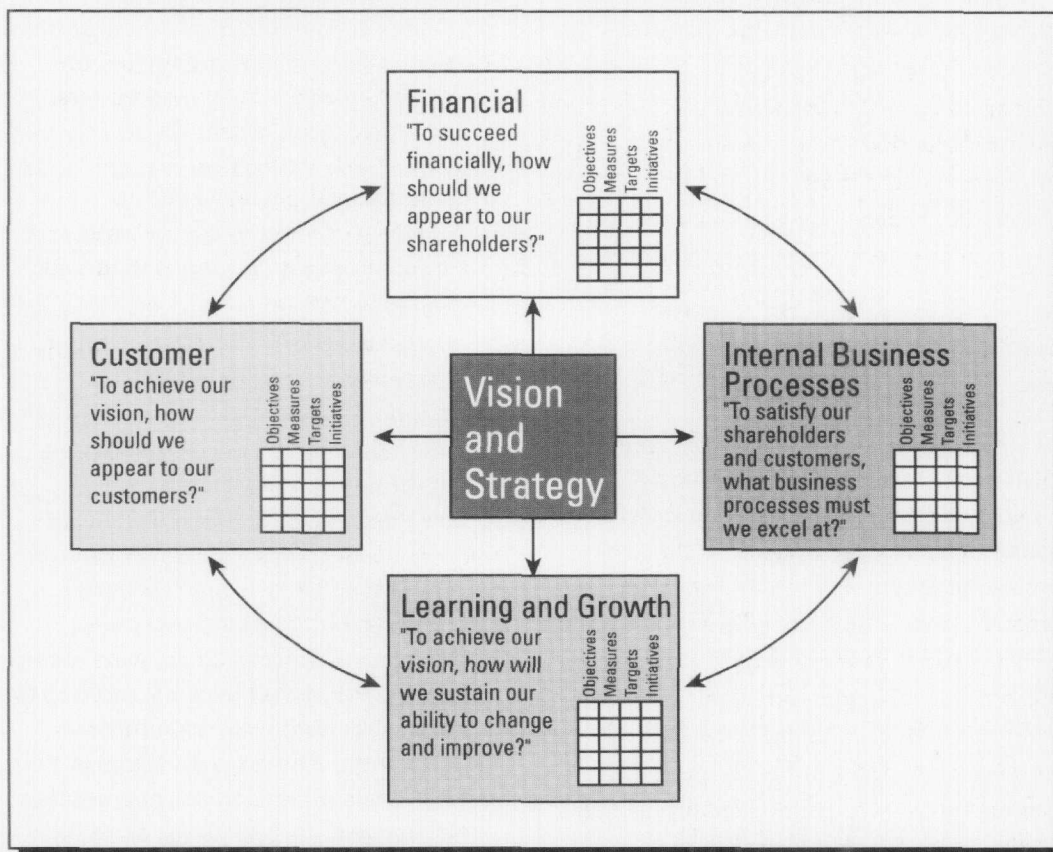 Financial
"To succeed
financially, how
should we
appear to our
shareholders?"
Objectives
Measures
Targets
Initiatives
Customer
"To achieve our
vision, how
should we
appear to our
customers?"
Objectives
Measures
Targets
Initiatives
Vision
and
Strategy
Internal Business
Processes
"To satisfy our
shareholders
and customers,
what business
processes must
we excel at?"
Objectives
Measures
Targets
Initiatives
Learning and Growth
"To achieve our
vision, how will
we sustain our
ability to change
and improve?"
Objectives
Measures
Targets
Initiatives